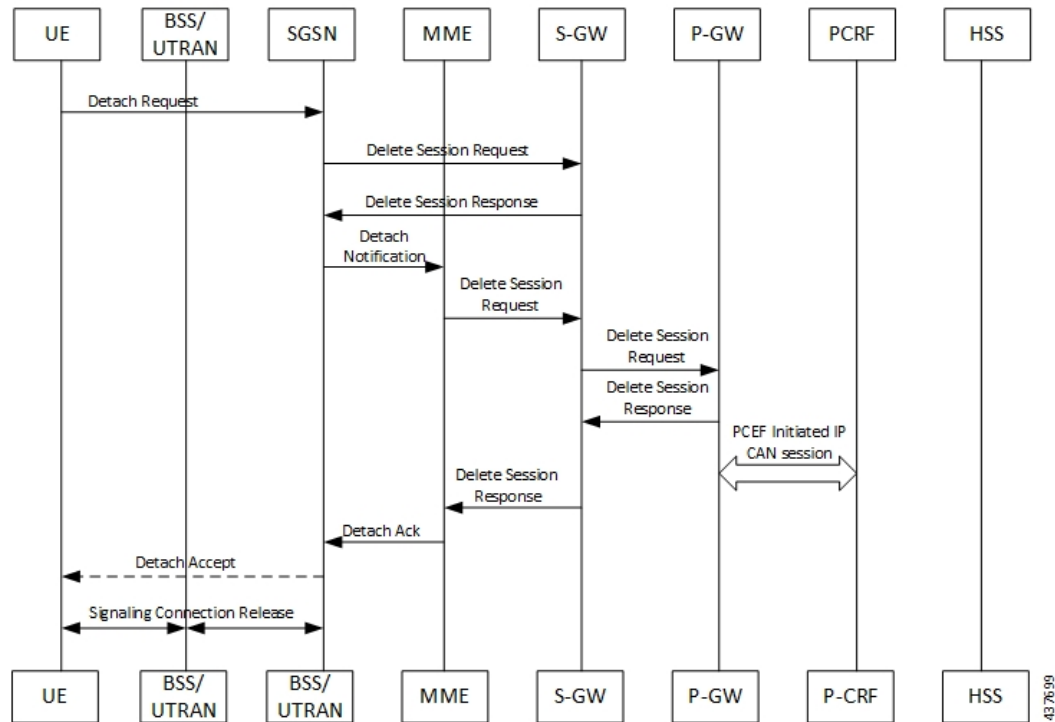 UE
BSS/
UTRAN
SGSN
MME
S-GW
P-GW
PCRF
HSS
Detach Request
Delete Session Request
Delete Session Response
Detach
Notification
Delete Session
Request
Delete Session
Request
Delete Session
Response
PCEF Initiated IP
CAN session
Delete Session
Response
Detach Ack
Detach Accept
Signaling Connection Release
UE
BSS/
UTRAN
BSS/
UTRAN
MME
S-GW
P-GW
P-CRF
HSS
437699